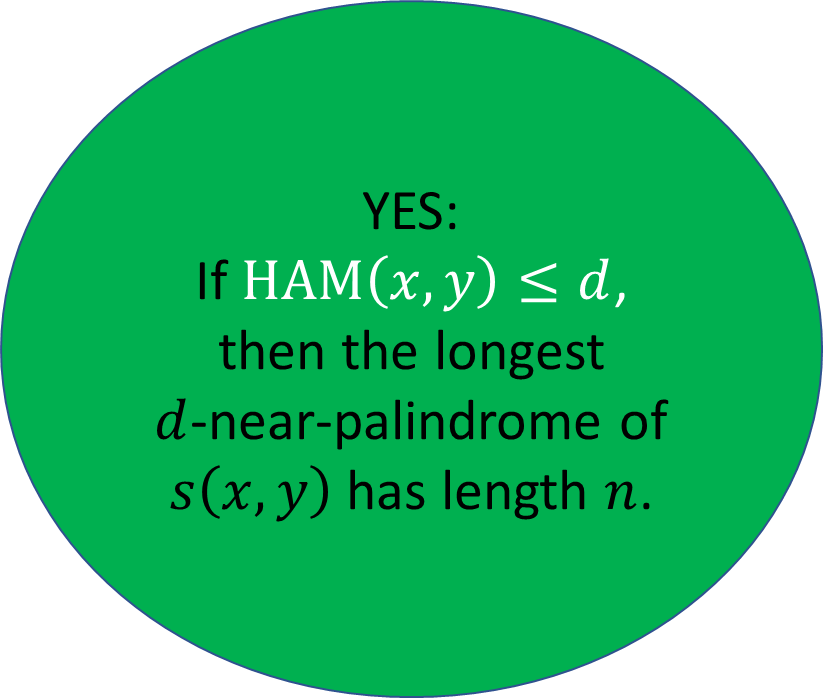 YES:
If HAM(x, y) ≤ d,
then the longest
d-near-palindrome of
s(x, y) has length n.